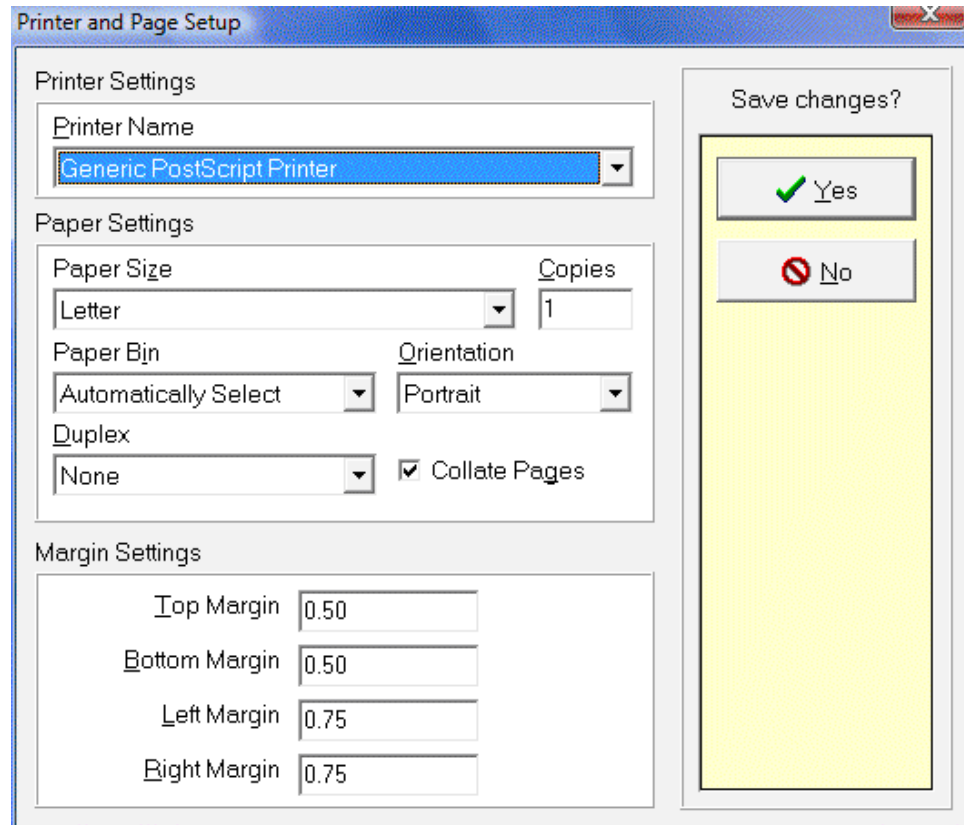 Printer and Page Setup
Printer Settings
Printer Name
Generic PostScript Printer
Paper Settings
Paper Size Copies
Letter 1
Paper Bin Orientation
Automatically Select Portrait
Duplex
None Collate Pages
Margin Settings
Top Margin 0.50
Bottom Margin 0.50
Left Margin 0.75
Right Margin 0.75
Save changes?
Yes
No